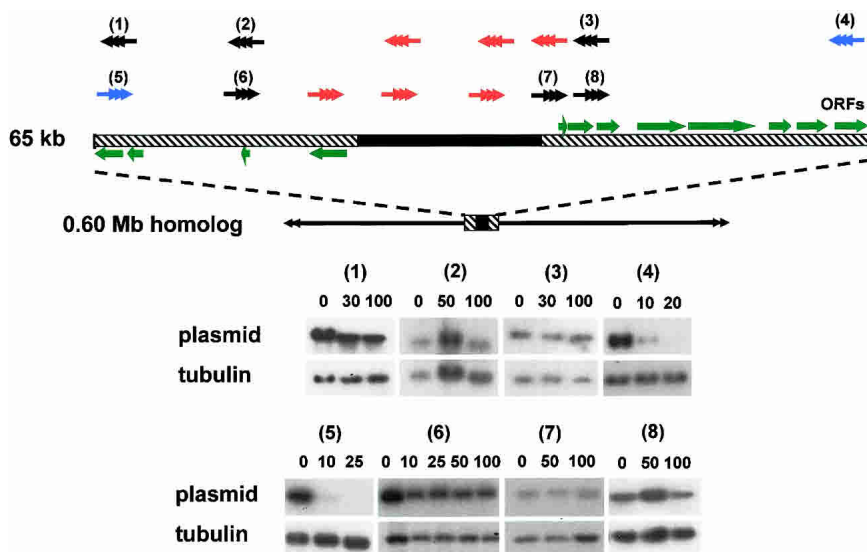 (1) (2) (3) (4)
(5) (6) (7) (8)
ORFs
65 kb
0.60 Mb homolog
(1) (2) (3) (4)
0 30 100 0 50 100 0 30 100 0 10 20
plasmid
tubulin
(5) (6) (7) (8)
0 10 25 0 10 25 50 100 0 50 100 0 50 100
plasmid
tubulin